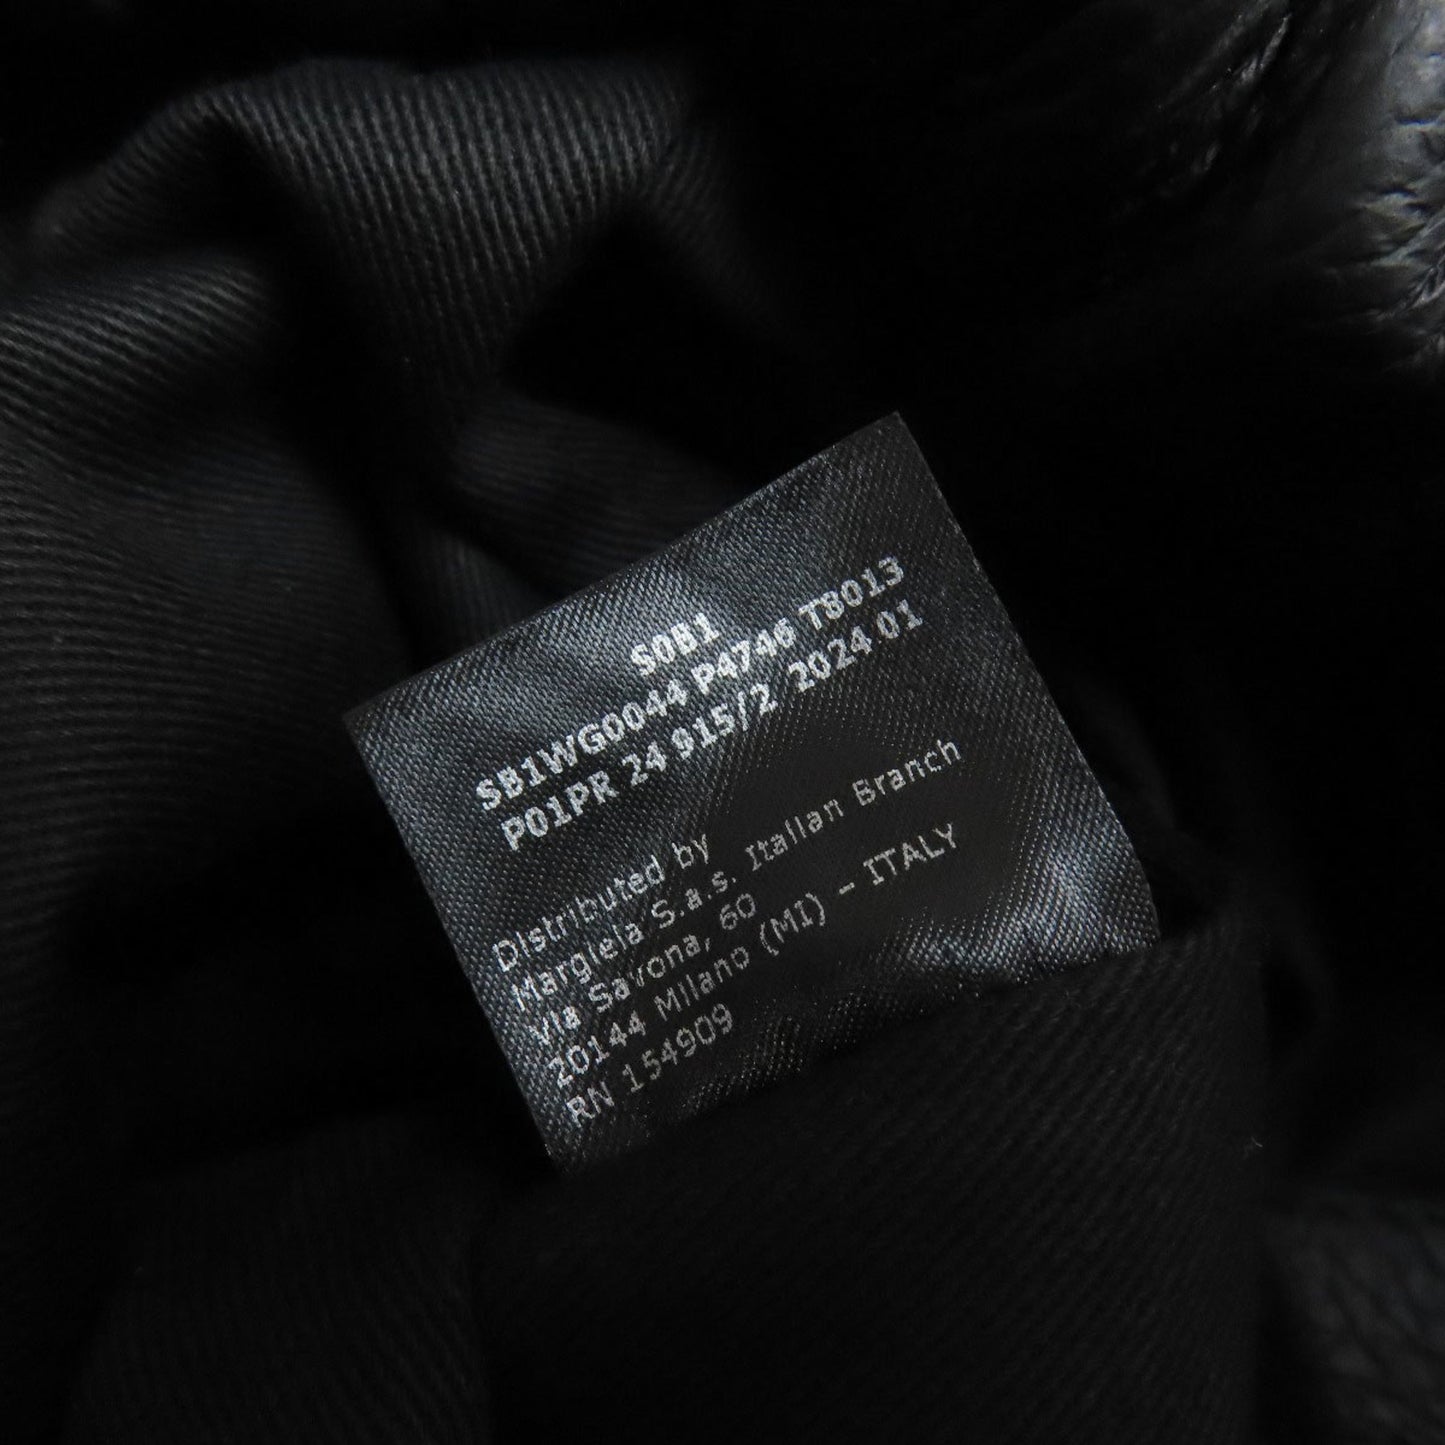 S0B1
SB1WG0044 P4746 T8013
P01PR 24 915/2 2024 01
Distributed by
Margiela S.a.s. Italian Branch
Via Savona, 60
20144 Milano (MI) - ITALY
RN 154909